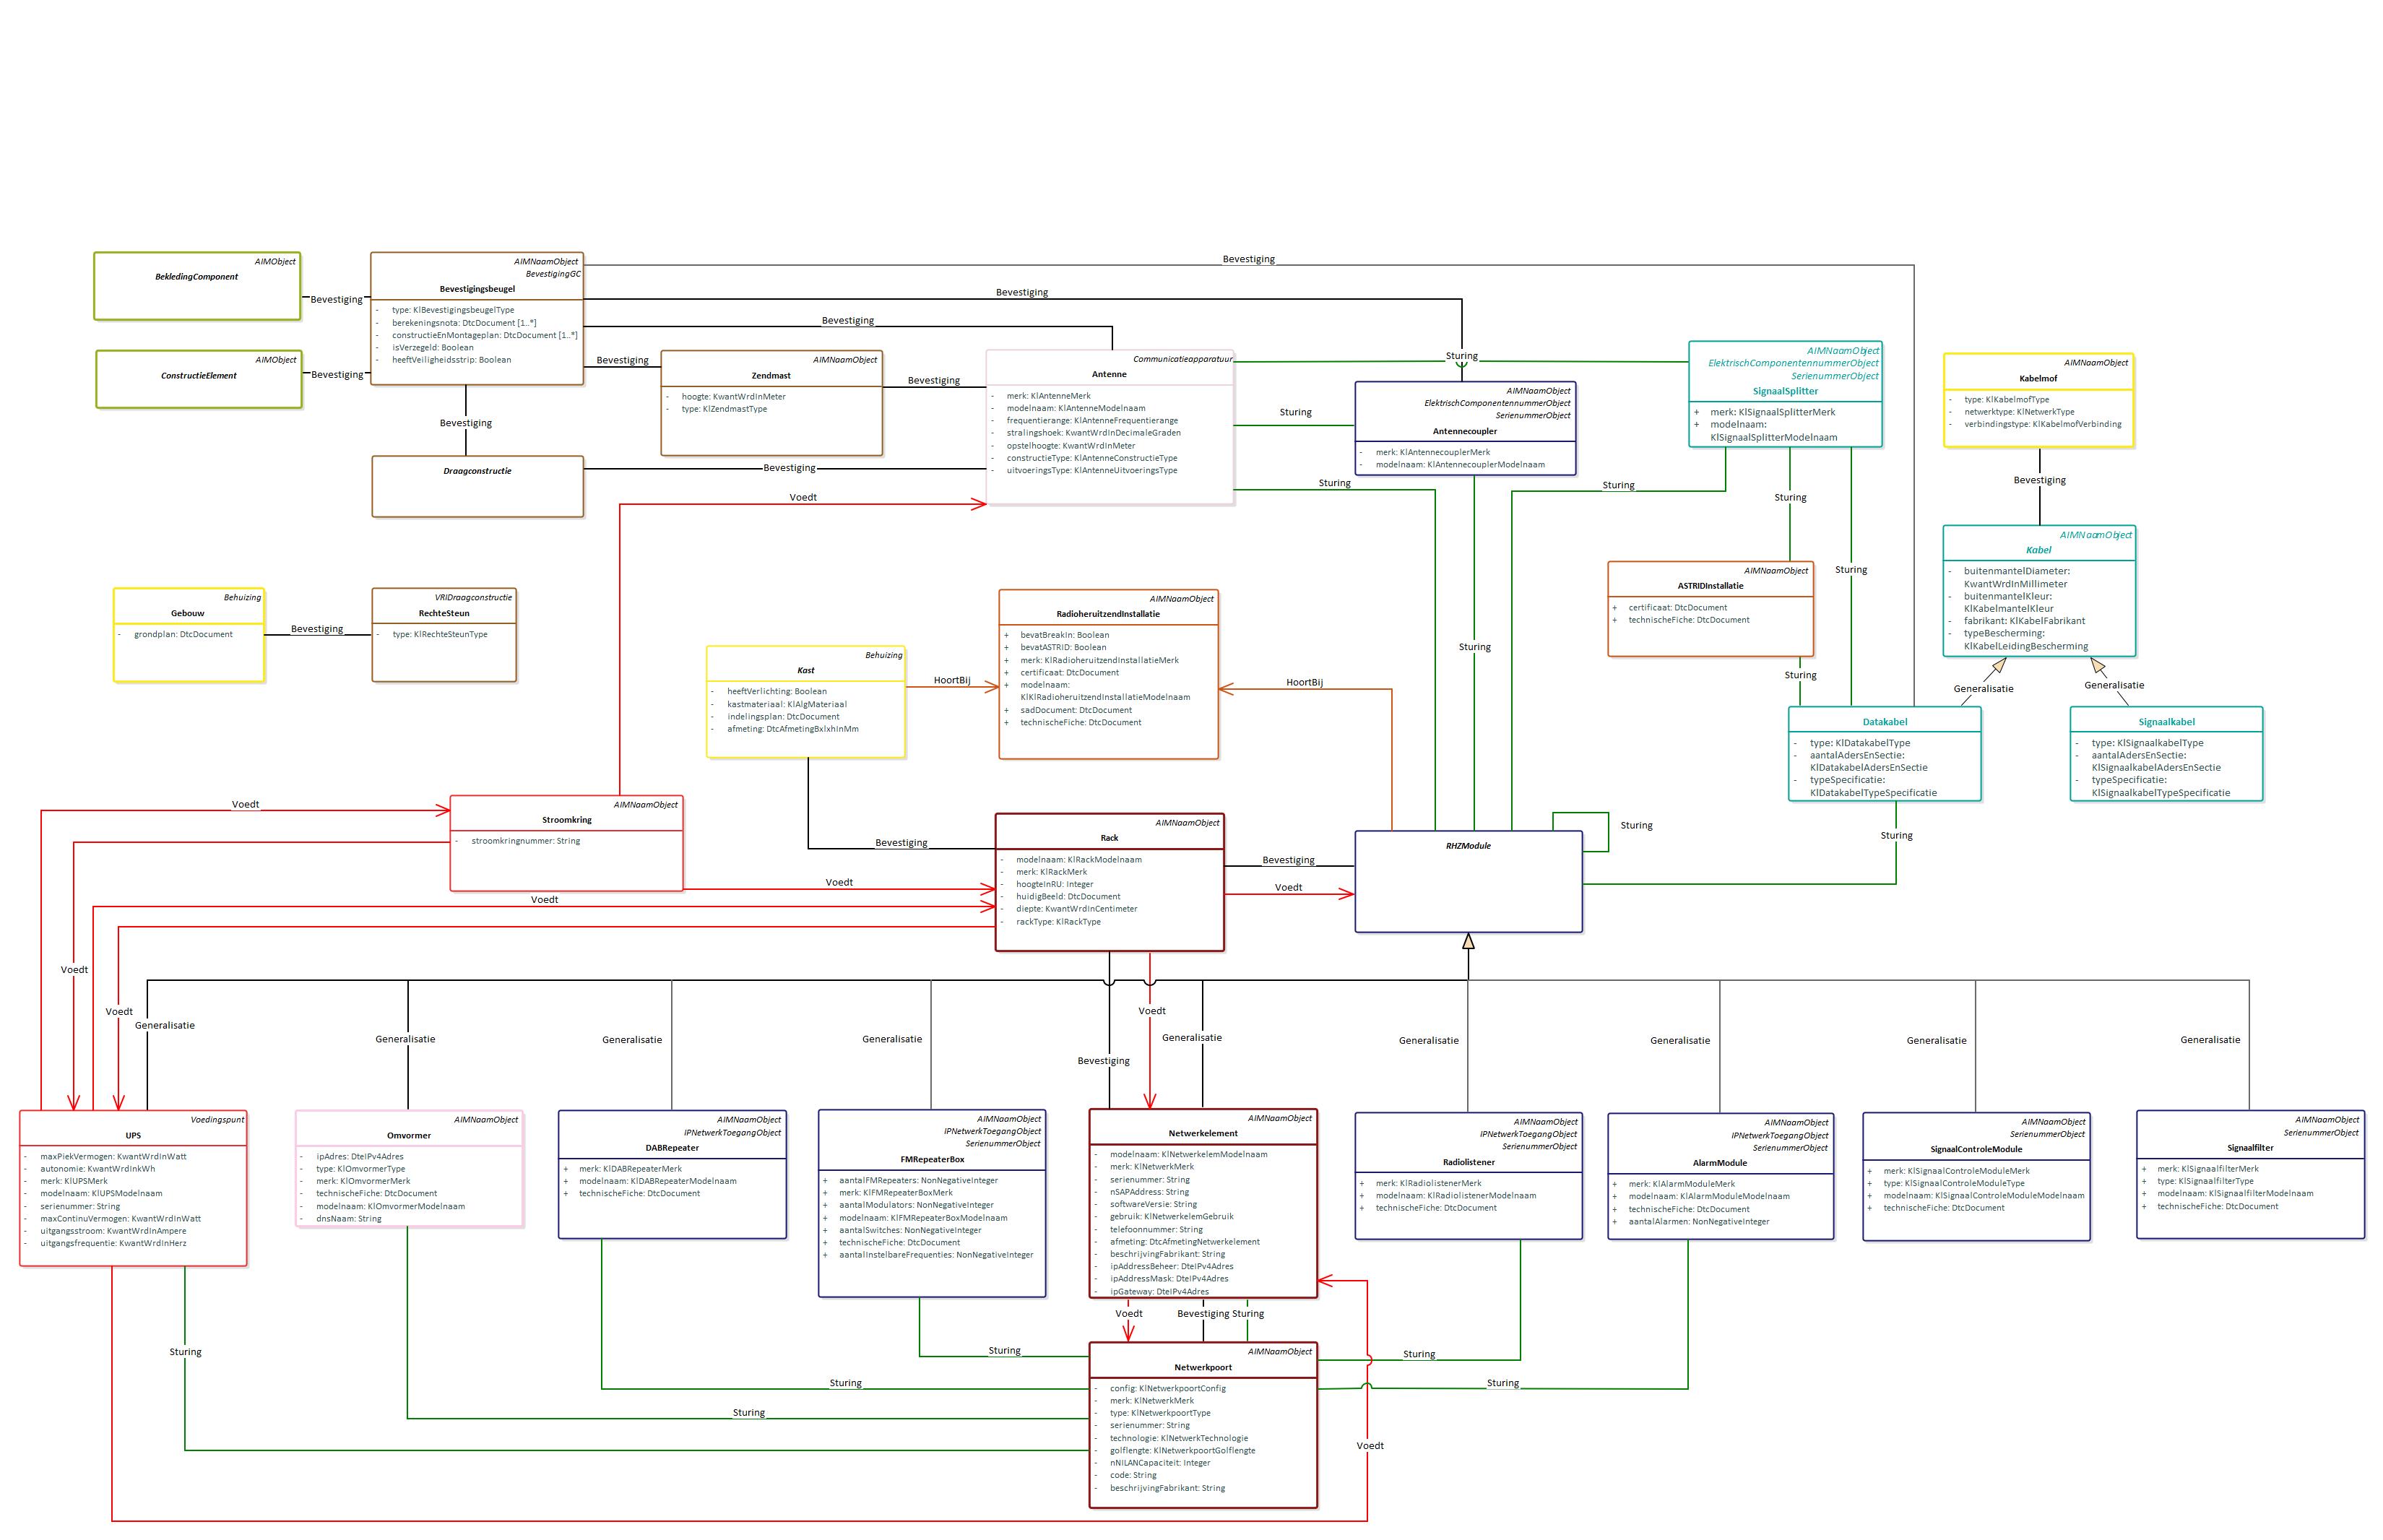 Bevestiging
AIMObject
BekledingComponent
Bevestiging
AIMNaamObject
BevestigingGC
Bevestigingsbeugel
- type: KlBevestigingsbeugelType
- berekeningsnota: DtcDocument [1..*]
- constructieEnMontageplan: DtcDocument [1..*]
- isVerzegeld: Boolean
- heeftVeiligheidsstrip: Boolean
Bevestiging
Bevestiging
AIMObject
ConstructieElement
Bevestiging
Bevestiging
AIMNaamObject
Zendmast
- hoogte: KwantWrdInMeter
- type: KlZendmastType
Bevestiging
Communicatieapparatuur
Antenne
- merk: KlAntenneMerk
- modelnaam: KlAntenneModelnaam
- frequentierange: KlAntenneFrequentierange
- stralingshoek: KwantWrdInDecimaleGraden
- opstelhoogte: KwantWrdInMeter
- constructieType: KlAntenneConstructieType
- uitvoeringsType: KlAntenneUitvoeringsType
Sturing
Sturing
AIMNaamObject
ElektrischComponentennummerObject
SerienummerObject
Antennecoupler
- merk: KlAntennecouplerMerk
- modelnaam: KlAntennecouplerModelnaam
AIMNaamObject
ElektrischComponentennummerObject
SerienummerObject
SignaalSplitter
+ merk: KlSignaalSplitterMerk
+ modelnaam:
KlSignaalSplitterModelnaam
AIMNaamObject
Kabelmof
- type: KlKabelmofType
- netwerktype: KlNetwerkType
- verbindingstype: KlKabelmofVerbinding
Bevestiging
Draagconstructie
Bevestiging
Voedt
Sturing
Sturing
Sturing
Sturing
Bevestiging
AIMNaamObject
Kabel
- buitenmantelDiameter:
KwantWrdInMillimeter
- buitenmantelKleur:
KlKabelmantelKleur
- fabrikant: KlKabelFabrikant
- typeBescherming:
KlKabelLeidingBescherming
Behuizing
Gebouw
- grondplan: DtcDocument
Bevestiging
VRIDraagconstructie
RechteSteun
- type: KlRechteSteunType
AIMNaamObject
RadioheruitzendInstallatie
+ bevatBreakIn: Boolean
+ bevatASTRID: Boolean
+ merk: KlRadioheruitzendInstallatieMerk
+ certificaat: DtcDocument
+ modelnaam:
KlKlRadioheruitzendInstallatieModelnaam
+ sadDocument: DtcDocument
+ technischeFiche: DtcDocument
AIMNaamObject
ASTRIDInstallatie
+ certificaat: DtcDocument
+ technischeFiche: DtcDocument
Behuizing
Kast
- heeftVerlichting: Boolean
- kastmateriaal: KlAlgMateriaal
- indelingsplan: DtcDocument
- afmeting: DtcAfmetingBxlxhInMm
HoortBij
HoortBij
Sturing
Sturing
Generalisatie
Generalisatie
Datakabel
- type: KlDatakabelType
- aantalAdersEnSectie:
KlDatakabelAdersEnSectie
- typeSpecificatie:
KlDatakabelTypeSpecificatie
Signaalkabel
- type: KlSignaalkabelType
- aantalAdersEnSectie:
KlSignaalkabelAdersEnSectie
- typeSpecificatie:
KlSignaalkabelTypeSpecificatie
Voedt
AIMNaamObject
Stroomkring
- stroomkringnummer: String
Bevestiging
AIMNaamObject
Rack
- modelnaam: KlRackModelnaam
- merk: KlRackMerk
- hoogteInRU: Integer
- huidigBeeld: DtcDocument
- diepte: KwantWrdInCentimeter
- rackType: KlRackType
Bevestiging
Voedt
RHZModule
Sturing
Sturing
Voedt
Voedt
Voedt
Voedt
Generalisatie
Generalisatie
Generalisatie
Generalisatie
Bevestiging
Voedt
Generalisatie
Generalisatie
Generalisatie
Generalisatie
Generalisatie
Voedingspunt
UPS
- maxPiekVermogen: KwantWrdInWatt
- autonomie: KwantWrdInkWh
- merk: KlUPSMerk
- modelnaam: KlUPSModelnaam
- serienummer: String
- maxContinuVermogen: KwantWrdInWatt
- uitgangsstroom: KwantWrdInAmpere
- uitgangsfrequentie: KwantWrdInHerz
AIMNaamObject
Omvormer
- ipAdres: DteIPv4Adres
- type: KlOmvormerType
- merk: KlOmvormerMerk
- technischeFiche: DtcDocument
- modelnaam: KlOmvormerModelnaam
- dnsNaam: String
AIMNaamObject
IPNetwerkToegangObject
DABRepeater
+ merk: KlDABRepeaterMerk
+ modelnaam: KlDABRepeaterModelnaam
+ technischeFiche: DtcDocument
AIMNaamObject
IPNetwerkToegangObject
SerienummerObject
FMRepeaterBox
+ aantalFMRepeaters: NonNegativeInteger
+ merk: KlFMRepeaterBoxMerk
+ aantalModulators: NonNegativeInteger
+ modelnaam: KlFMRepeaterBoxModelnaam
+ aantalSwitches: NonNegativeInteger
+ technischeFiche: DtcDocument
+ aantalInstelbareFrequenties: NonNegativeInteger
AIMNaamObject
Netwerkelement
- modelnaam: KlNetwerkelemModelnaam
- merk: KlNetwerkMerk
- serienummer: String
- nSAPAddress: String
- softwareVersie: String
- gebruik: KlNetwerkelemGebruik
- telefoonnummer: String
- afmeting: DtcAfmetingNetwerkelement
- beschrijvingFabrikant: String
- ipAddressBeheer: DteIPv4Adres
- ipAddressMask: DteIPv4Adres
- ipGateway: DteIPv4Adres
AIMNaamObject
IPNetwerkToegangObject
SerienummerObject
Radiolistener
+ merk: KlRadiolistenerMerk
+ modelnaam: KlRadiolistenerModelnaam
+ technischeFiche: DtcDocument
AIMNaamObject
IPNetwerkToegangObject
SerienummerObject
AlarmModule
+ merk: KlAlarmModuleMerk
+ modelnaam: KlAlarmModuleModelnaam
+ technischeFiche: DtcDocument
+ aantalAlarmen: NonNegativeInteger
AIMNaamObject
SerienummerObject
SignaalControleModule
+ merk: KlSignaalControleModuleMerk
+ type: KlSignaalControleModuleType
+ modelnaam: KlSignaalControleModuleModelnaam
+ technischeFiche: DtcDocument
AIMNaamObject
SerienummerObject
Signaalfilter
+ merk: KlSignaalfilterMerk
+ type: KlSignaalfilterType
+ modelnaam: KlSignaalfilterModelnaam
+ technischeFiche: DtcDocument
Voedt
Bevestiging
Sturing
Sturing
Sturing
Sturing
Sturing
Sturing
Sturing
Voedt
AIMNaamObject
Netwerkpoort
- config: KlNetwerkpoortConfig
- merk: KlNetwerkMerk
- type: KlNetwerkpoortType
- serienummer: String
- technologie: KlNetwerkTechnologie
- golflengte: KlNetwerkpoortGolflengte
- nNILANCapaciteit: Integer
- code: String
- beschrijvingFabrikant: String